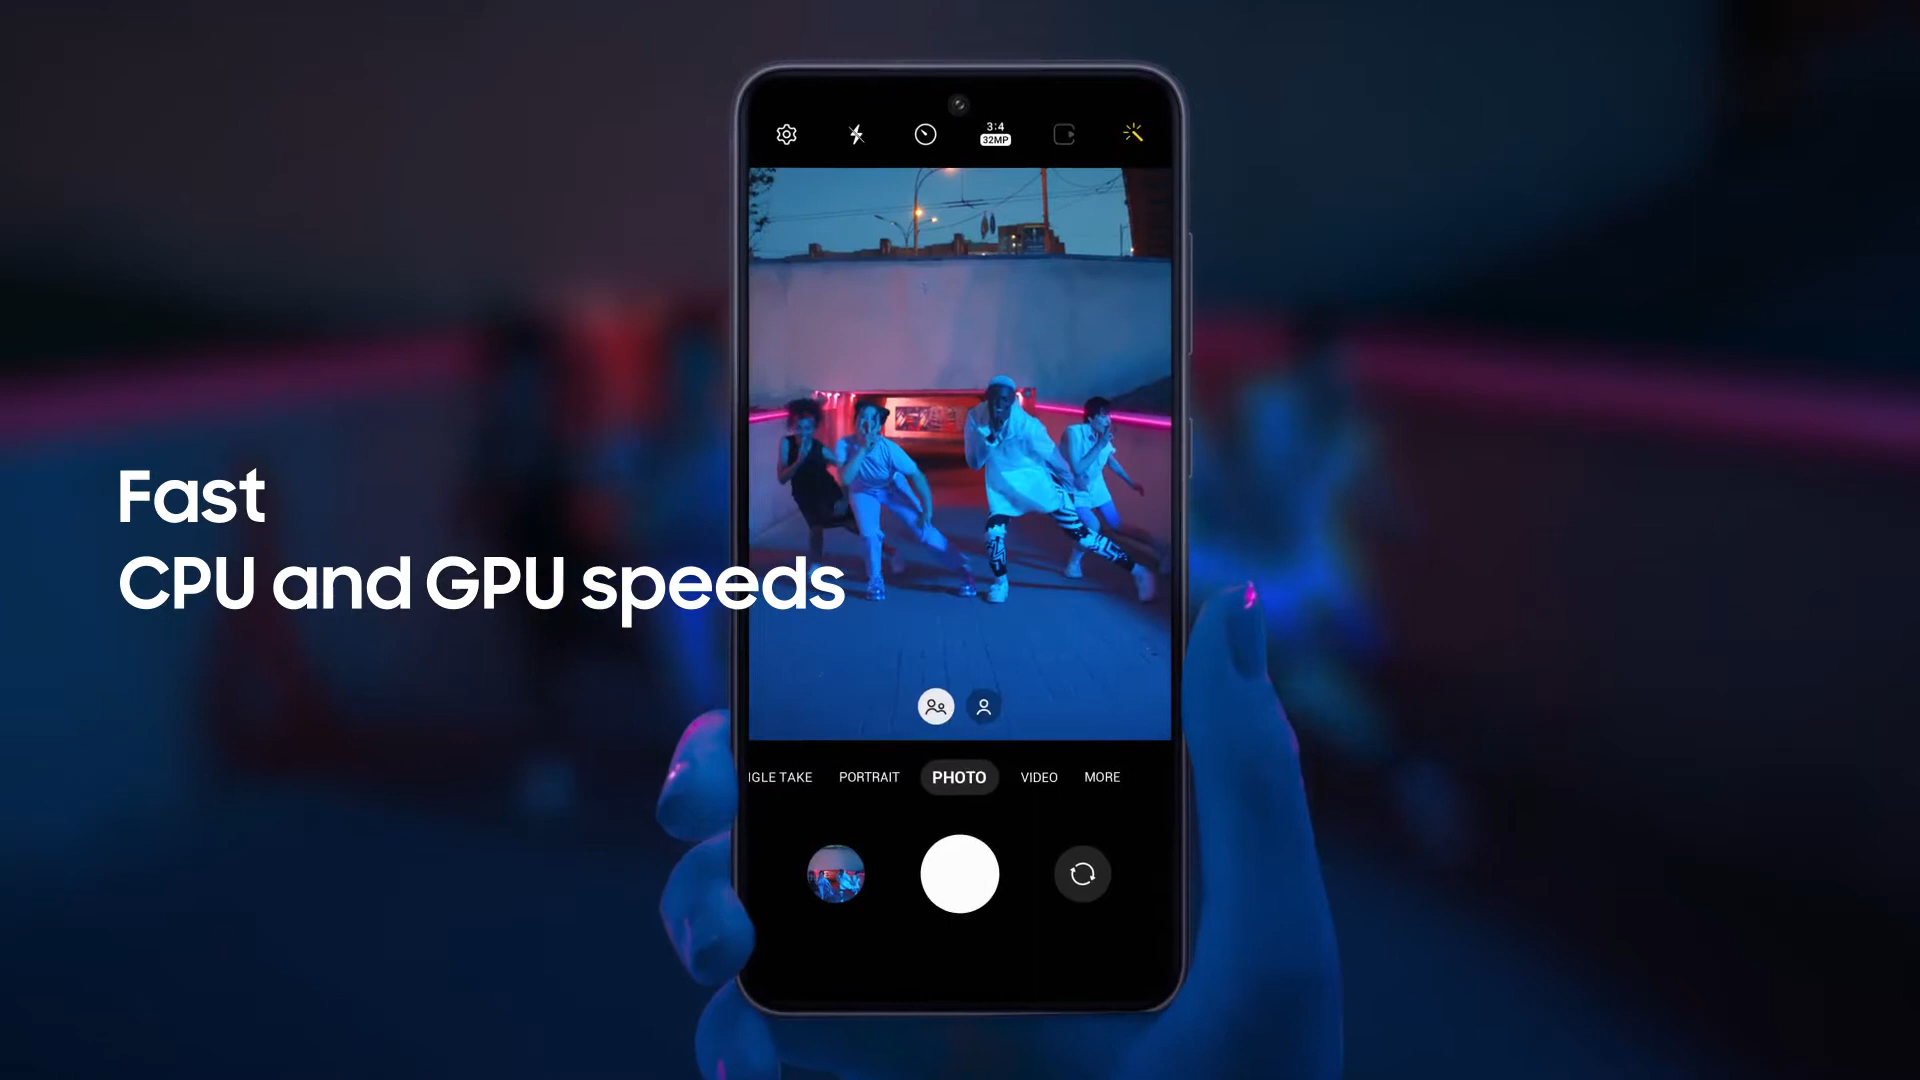 3:4
32MP
Fast
CPU and GPU speeds
IGLE TAKE PORTRAIT PHOTO VIDEO MORE